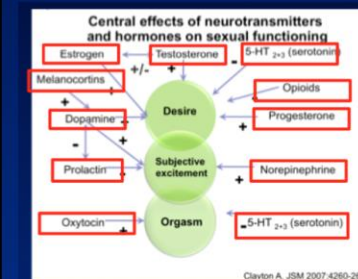 Central effects of neurotransmitters
and hormones on sexual functioning
Estrogen
Testosterone
5-HT 2+3 (serotonin)
-
+/-
+
Melanocortins
+
Opioids
-
Desire
Dopamine
+
Progesterone
+
-
+
Subjective
excitement
Prolactin
-
Norepinephrine
+
Oxytocin
+
Orgasm
-5-HT 2+3 (serotonin)
Clayton A. JSM 2007:4260-26